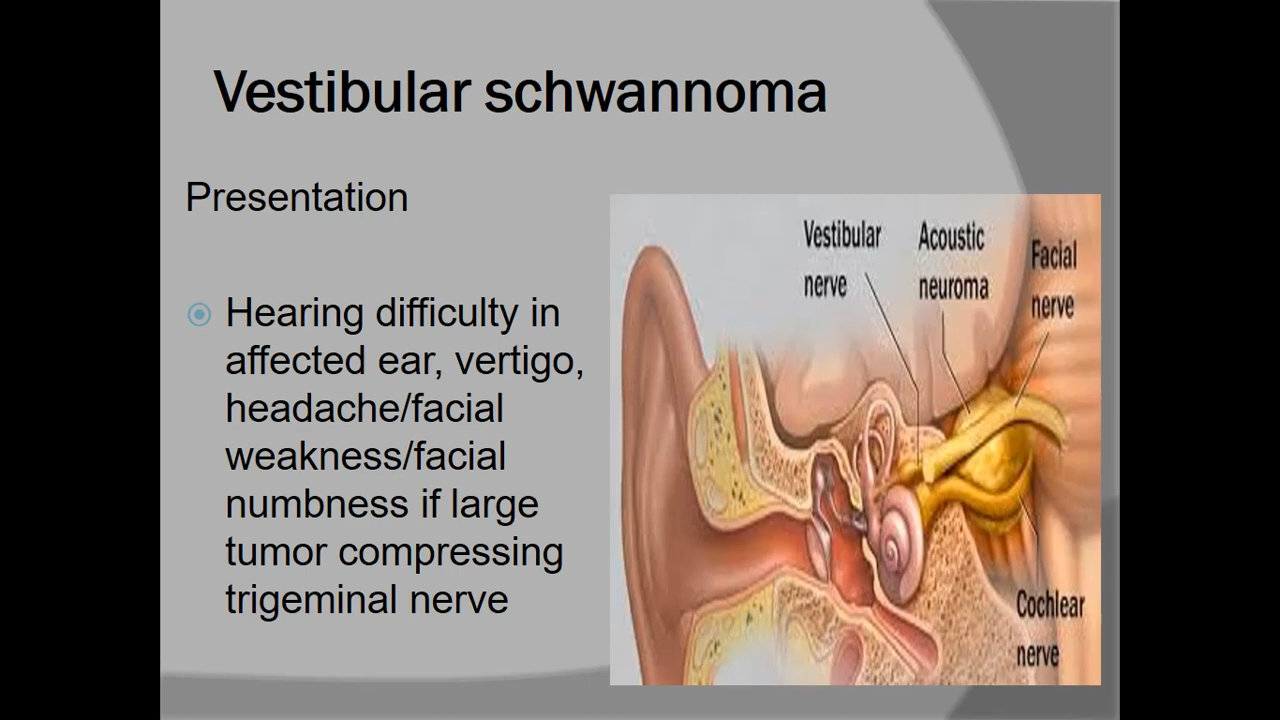 Vestibular schwannoma
Presentation
Hearing difficulty in
affected ear, vertigo,
headache/facial
weakness/facial
numbness if large
tumor compressing
trigeminal nerve
Vestibular
nerve
Acoustic
neuroma
Facial
nerve
Cochlear
nerve